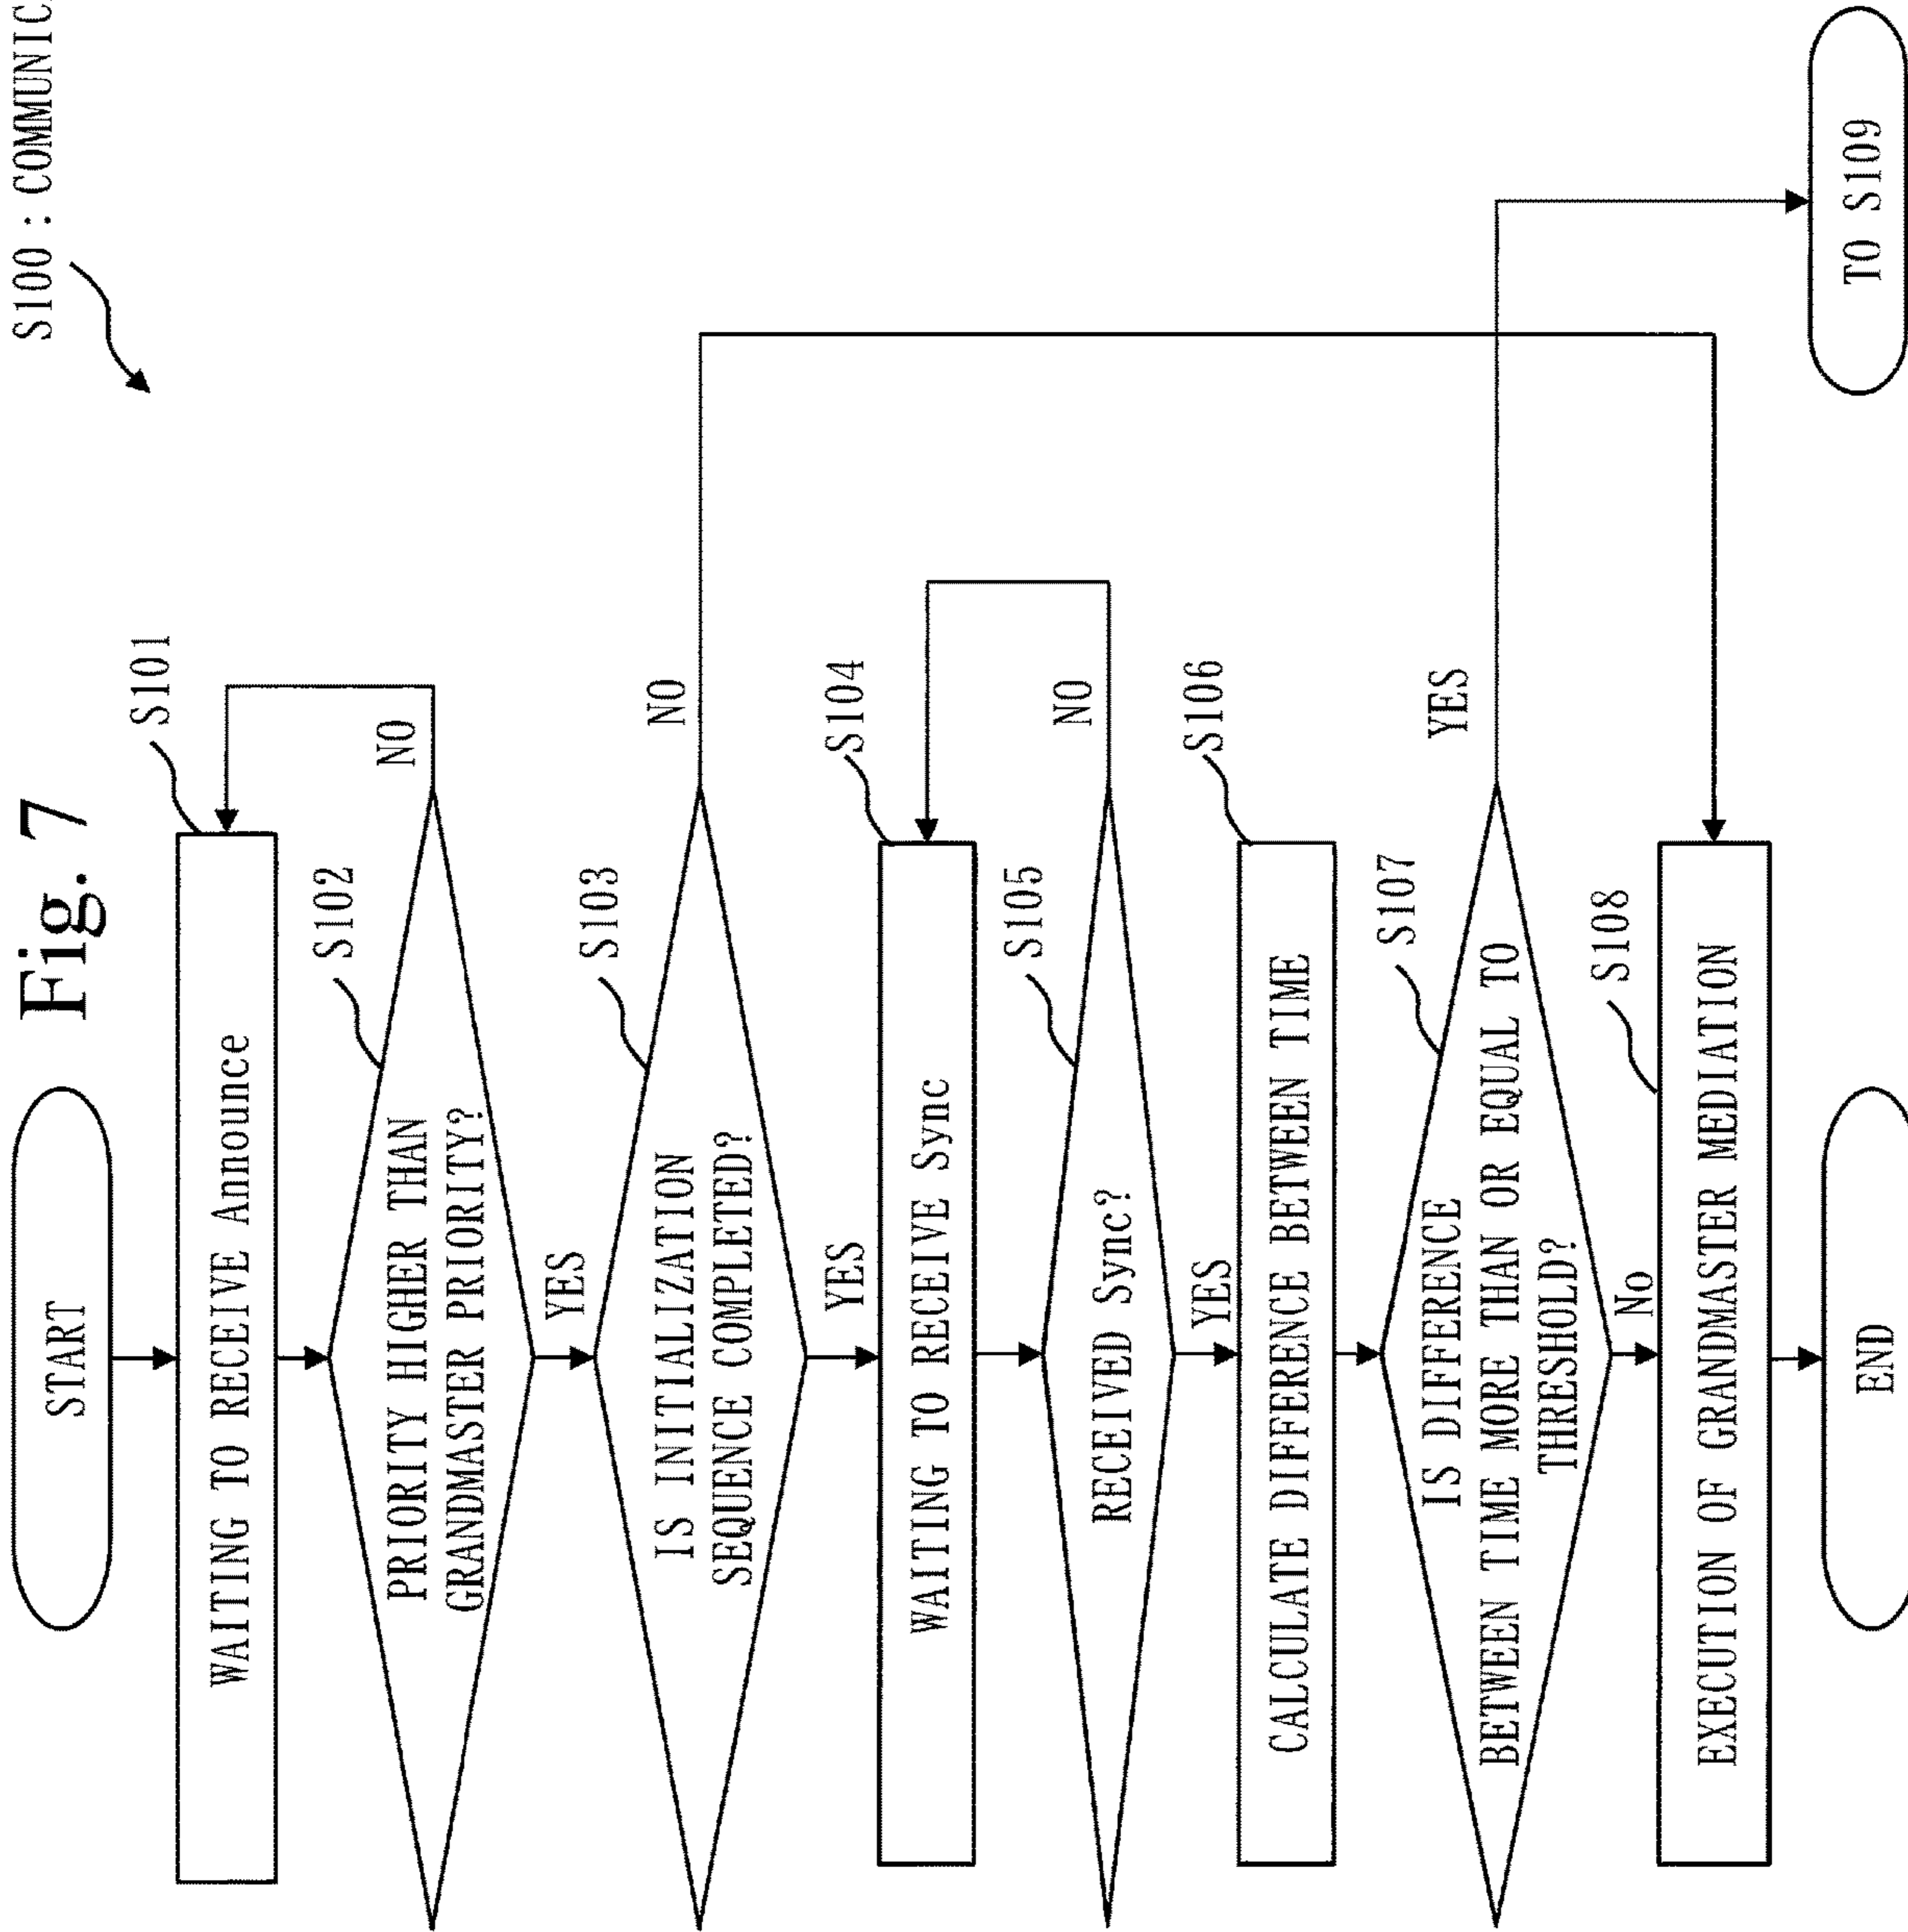 Fig. 7
S100 : COMMUNIC
START
S101
WAITING TO RECEIVE Announce
S102
PRIORITY HIGHER THAN
GRANDMASTER PRIORITY?
NO
YES
S103
IS INITIALIZATION
SEQUENCE COMPLETED?
NO
YES
S104
WAITING TO RECEIVE Sync
S105
RECEIVED Sync?
NO
YES
S106
CALCULATE DIFFERENCE BETWEEN TIME
S107
IS DIFFERENCE
BETWEEN TIME MORE THAN OR EQUAL TO
THRESHOLD?
YES
No
S108
EXECUTION OF GRANDMASTER MEDIATION
END
TO S109